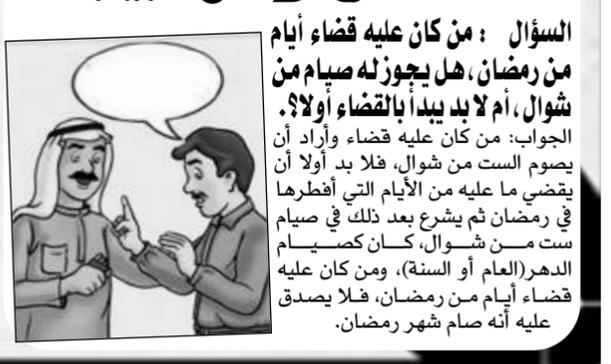 السؤال : من كان عليه قضاء أيام
من رمضان، هل يجوز له صيام من
شوال، أم لا بد يبدأ بالقضاء أولا؟.
الجواب: من كان عليه قضاء وأراد أن
يصوم الست من شوال، فلا بد أولا أن
يقضي ما عليه من الأيام التي أفطرها
في رمضان ثم يشرع بعد ذلك في صيام
ست من شوال، كان كصيام
الدهر(العام أو السنة)، ومن كان عليه
قضاء أيام من رمضان، فلا يصدق
عليه أنه صام شهر رمضان.